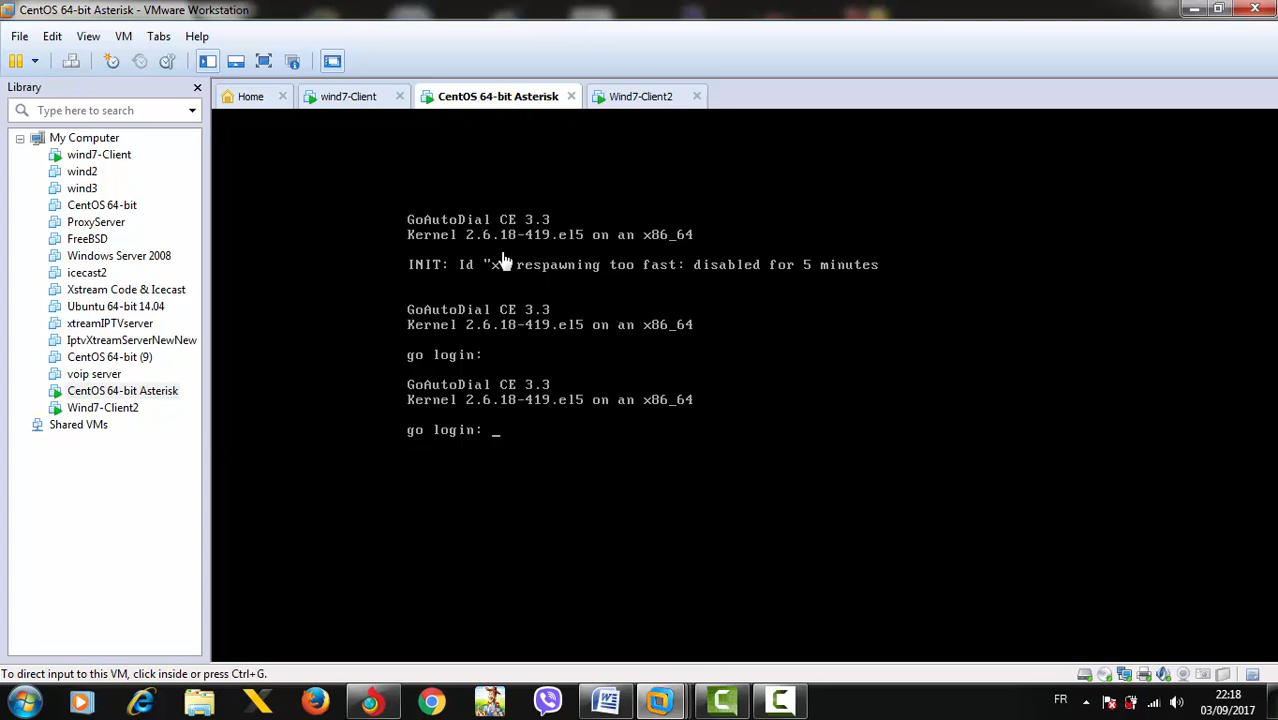 CentOS 64-bit Asterisk - VMware Workstation
File Edit View VM Tabs Help
Library
Type here to search
Home
wind7-Client
CentOS 64-bit Asterisk
Wind7-Client2
My Computer
wind7-Client
wind2
wind3
CentOS 64-bit
ProxyServer
FreeBSD
Windows Server 2008
icecast2
Xstream Code & Icecast
Ubuntu 64-bit 14.04
xtreamIPTVserver
IptvXtreamServerNewNew
CentOS 64-bit (9)
voip server
CentOS 64-bit Asterisk
Wind7-Client2
Shared VMs
GoAutoDial CE 3.3
Kernel 2.6.18-419.el5 on an x86_64
INIT: Id respawning too fast: disabled for 5 minutes
GoAutoDial CE 3.3
Kernel 2.6.18-419.el5 on an x86_64
go login:
GoAutoDial CE 3.3
Kernel 2.6.18-419.el5 on an x86_64
go login: _
To direct input to this VM, click inside or press Ctrl+G.
FR
22:18
03/09/2017